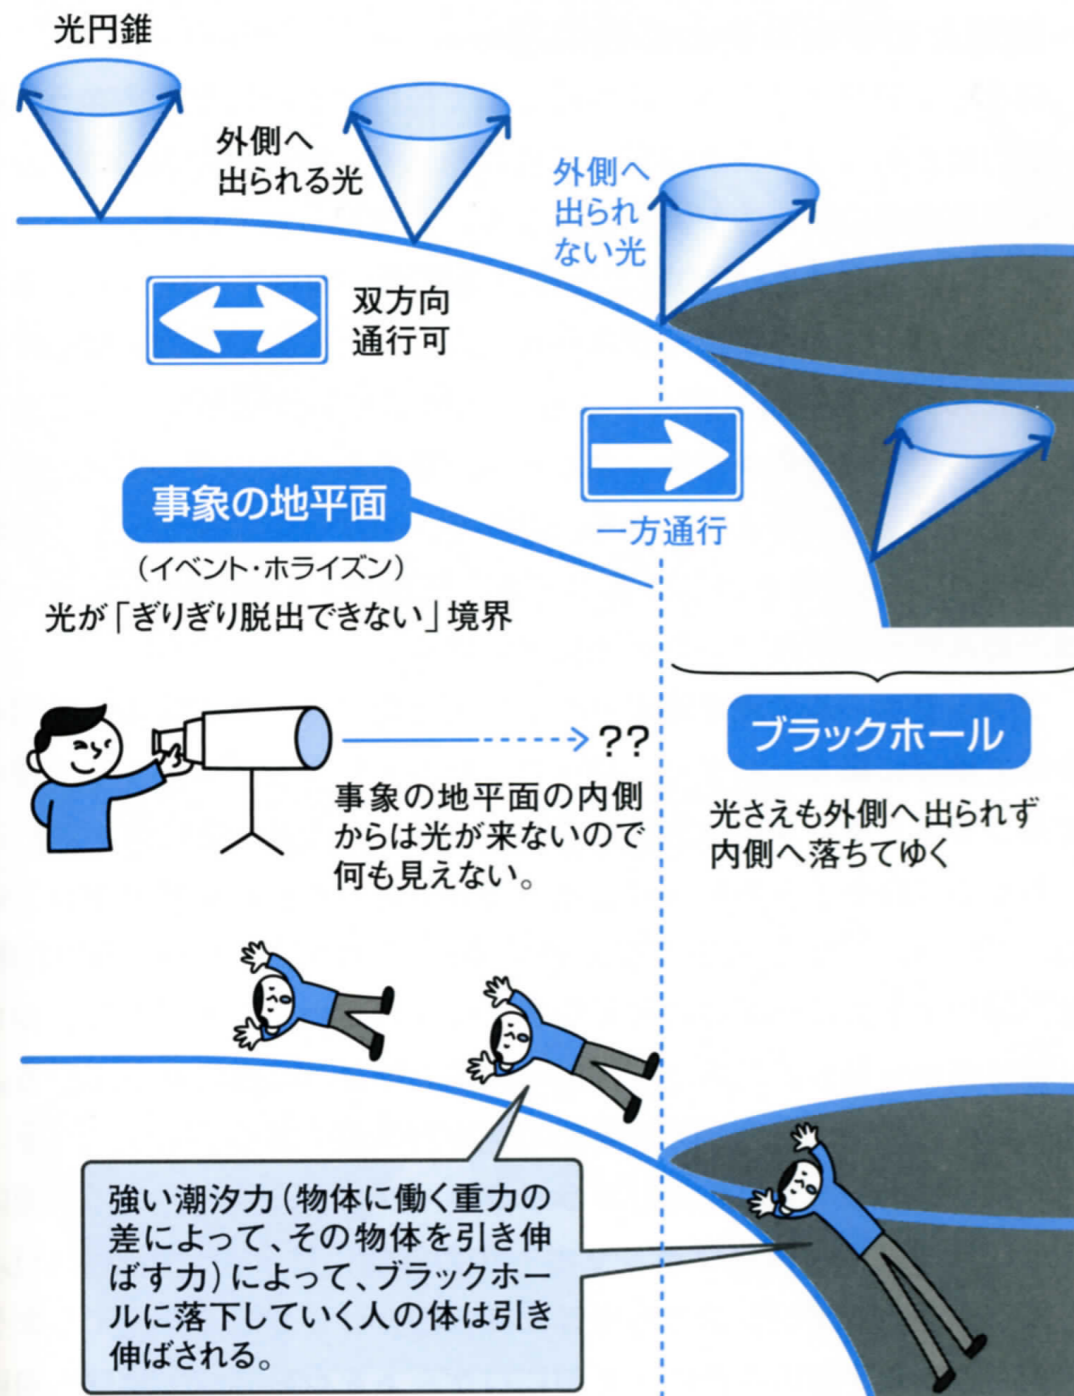 光円錐
外側へ
出られる光
外側へ
出られ
ない光
双方向
通行可
一方通行
事象の地平面
（イベント・ホライズン）
光が「ぎりぎり脱出できない」境界
??
事象の地平面の内側
からは光が来ないので
何も見えない。
ブラックホール
光さえも外側へ出られず
内側へ落ちてゆく
強い潮汐力（物体に働く重力の
差によって、その物体を引き伸
ばす力）によって、ブラックホー
ルに落下していく人の体は引き
伸ばされる。